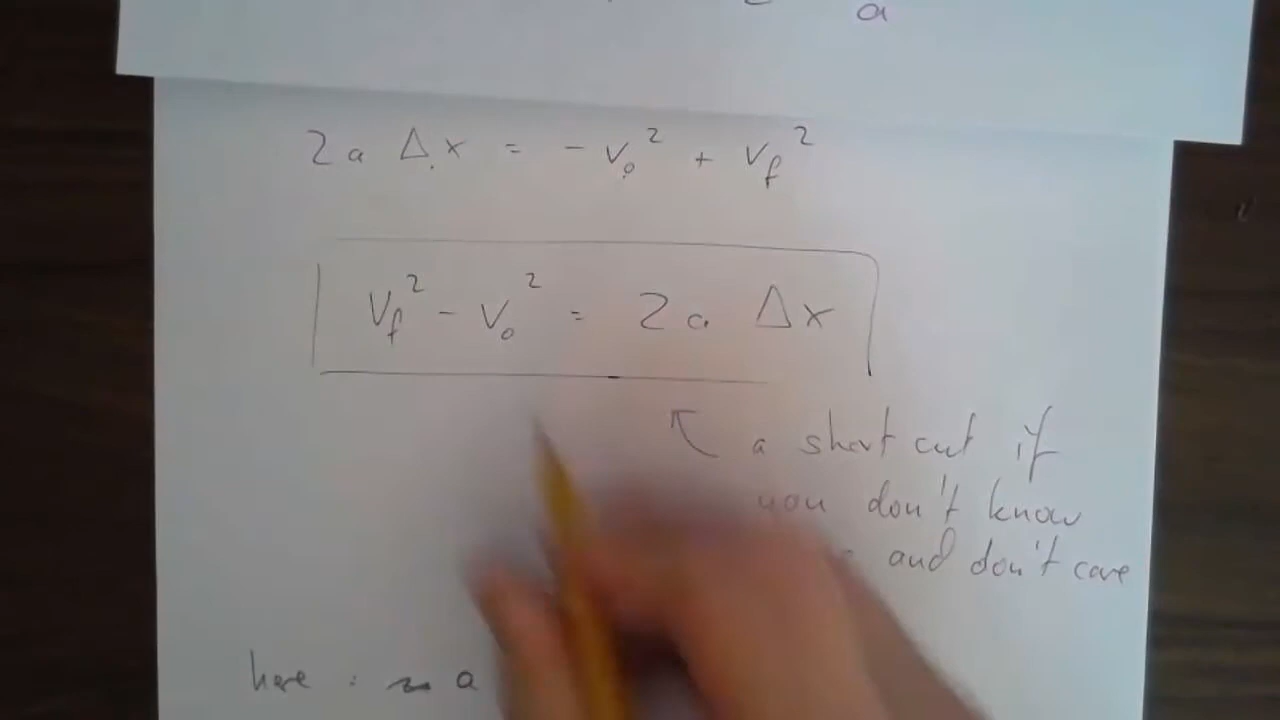 a
2a Δx = -v₀² + v_f²
v_f² - v₀² = 2a Δx
a short cut if
you don't know
and don't care
here : a